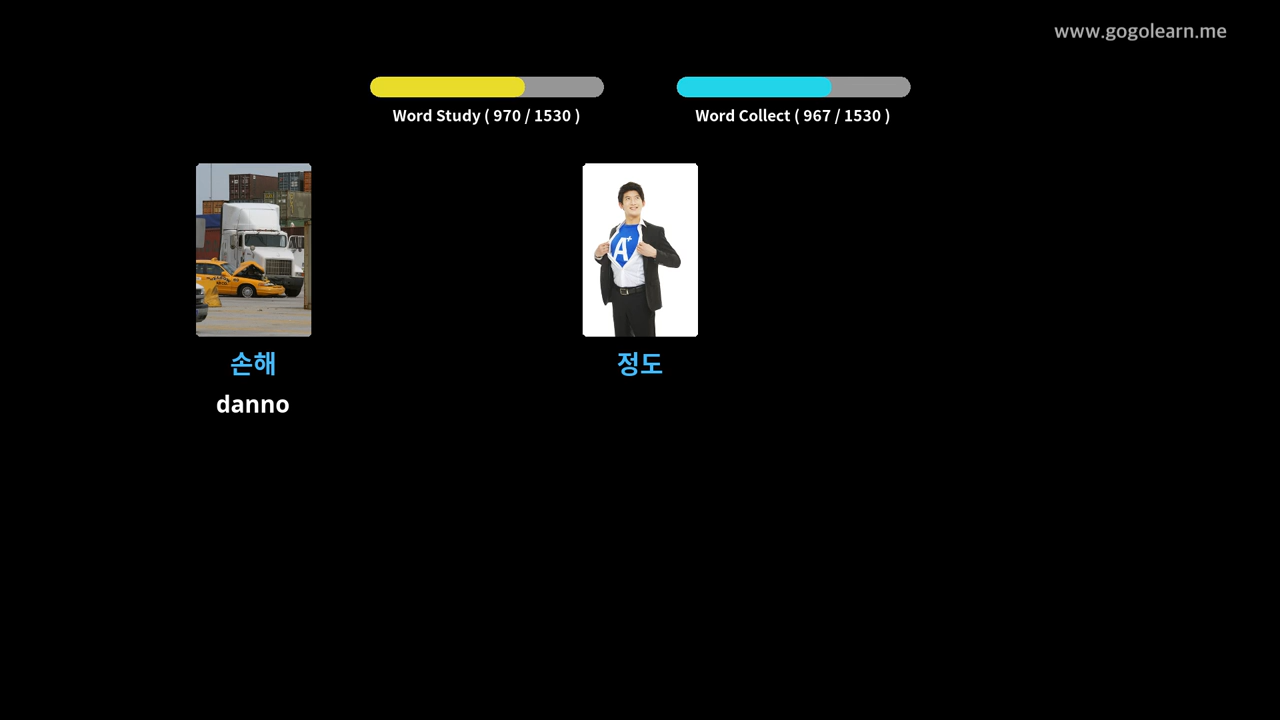 www.gogolearn.me
Word Study ( 970 / 1530 )
Word Collect ( 967 / 1530 )
A+
손해
정도
danno